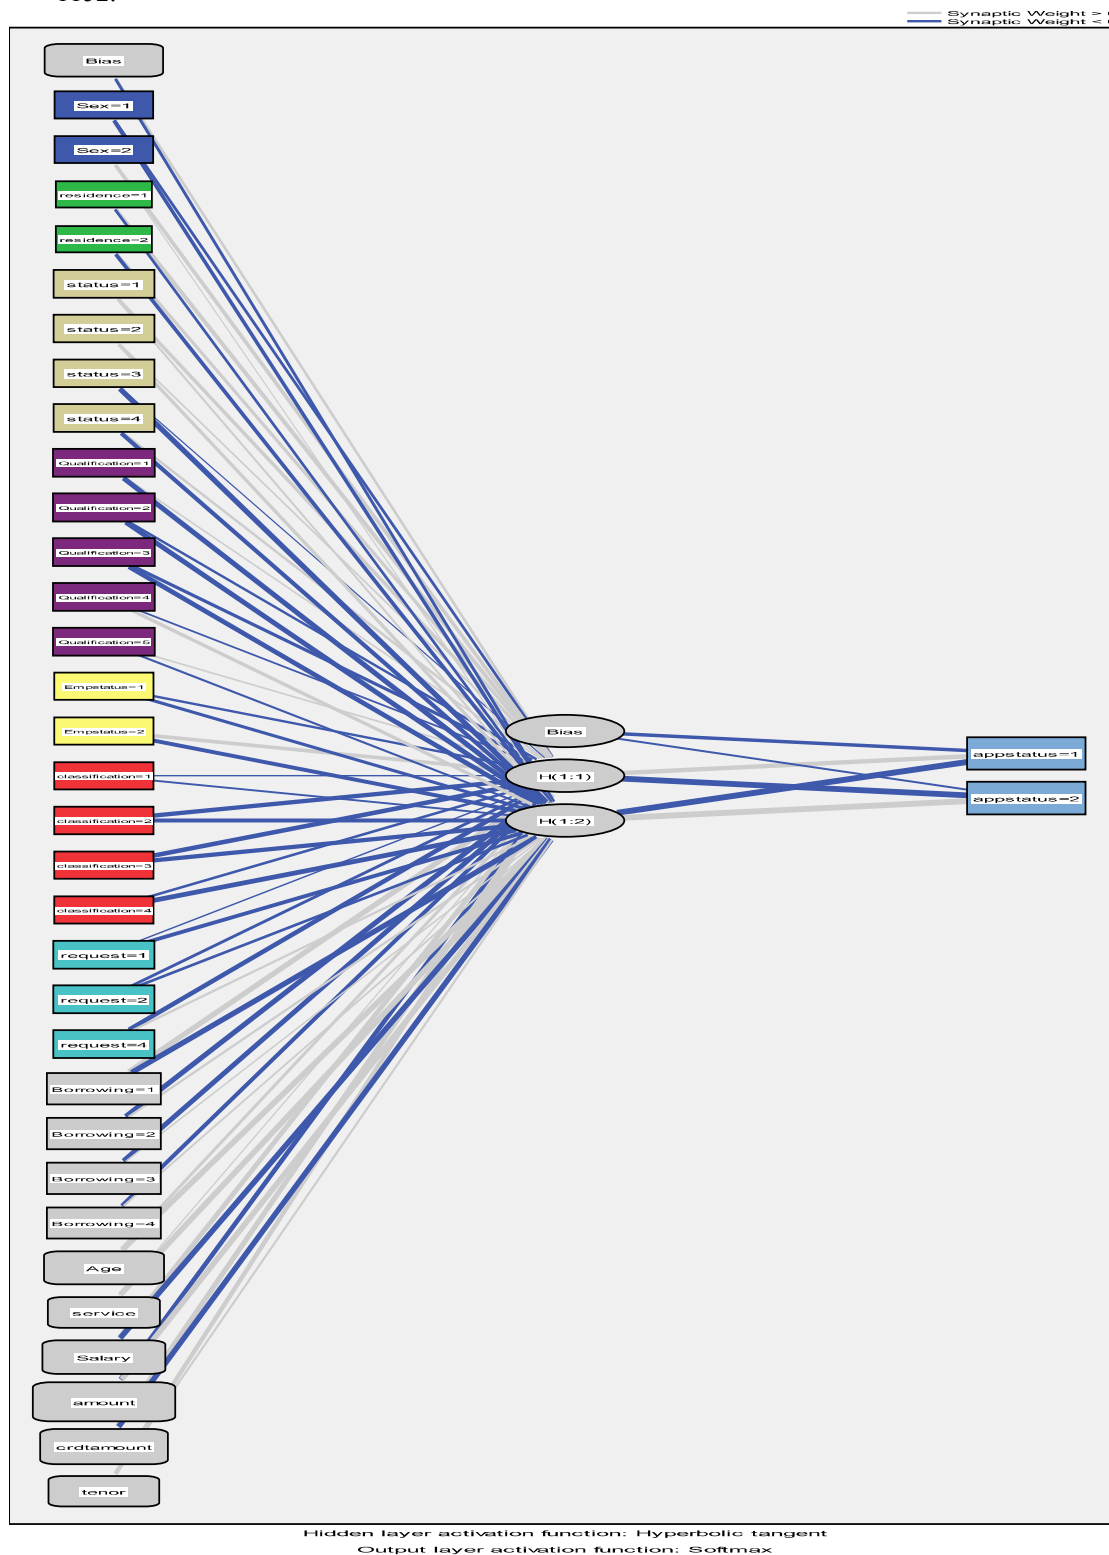 Synaptic Weight >
Synaptic Weight <
Bias
Sex=1
Sex=2
residence=1
residence=2
status=1
status=2
status=3
status=4
Qualification=1
Qualification=2
Qualification=3
Qualification=4
Qualification=5
Empstatus=1
Empstatus=2
classification=1
classification=2
classification=3
classification=4
request=1
request=2
request=4
Borrowing=1
Borrowing=2
Borrowing=3
Borrowing=4
Age
service
Salary
amount
crdtamount
tenor
Bias
H(1:1)
H(1:2)
appstatus=1
appstatus=2
Hidden layer activation function: Hyperbolic tangent
Output layer activation function: Softmax